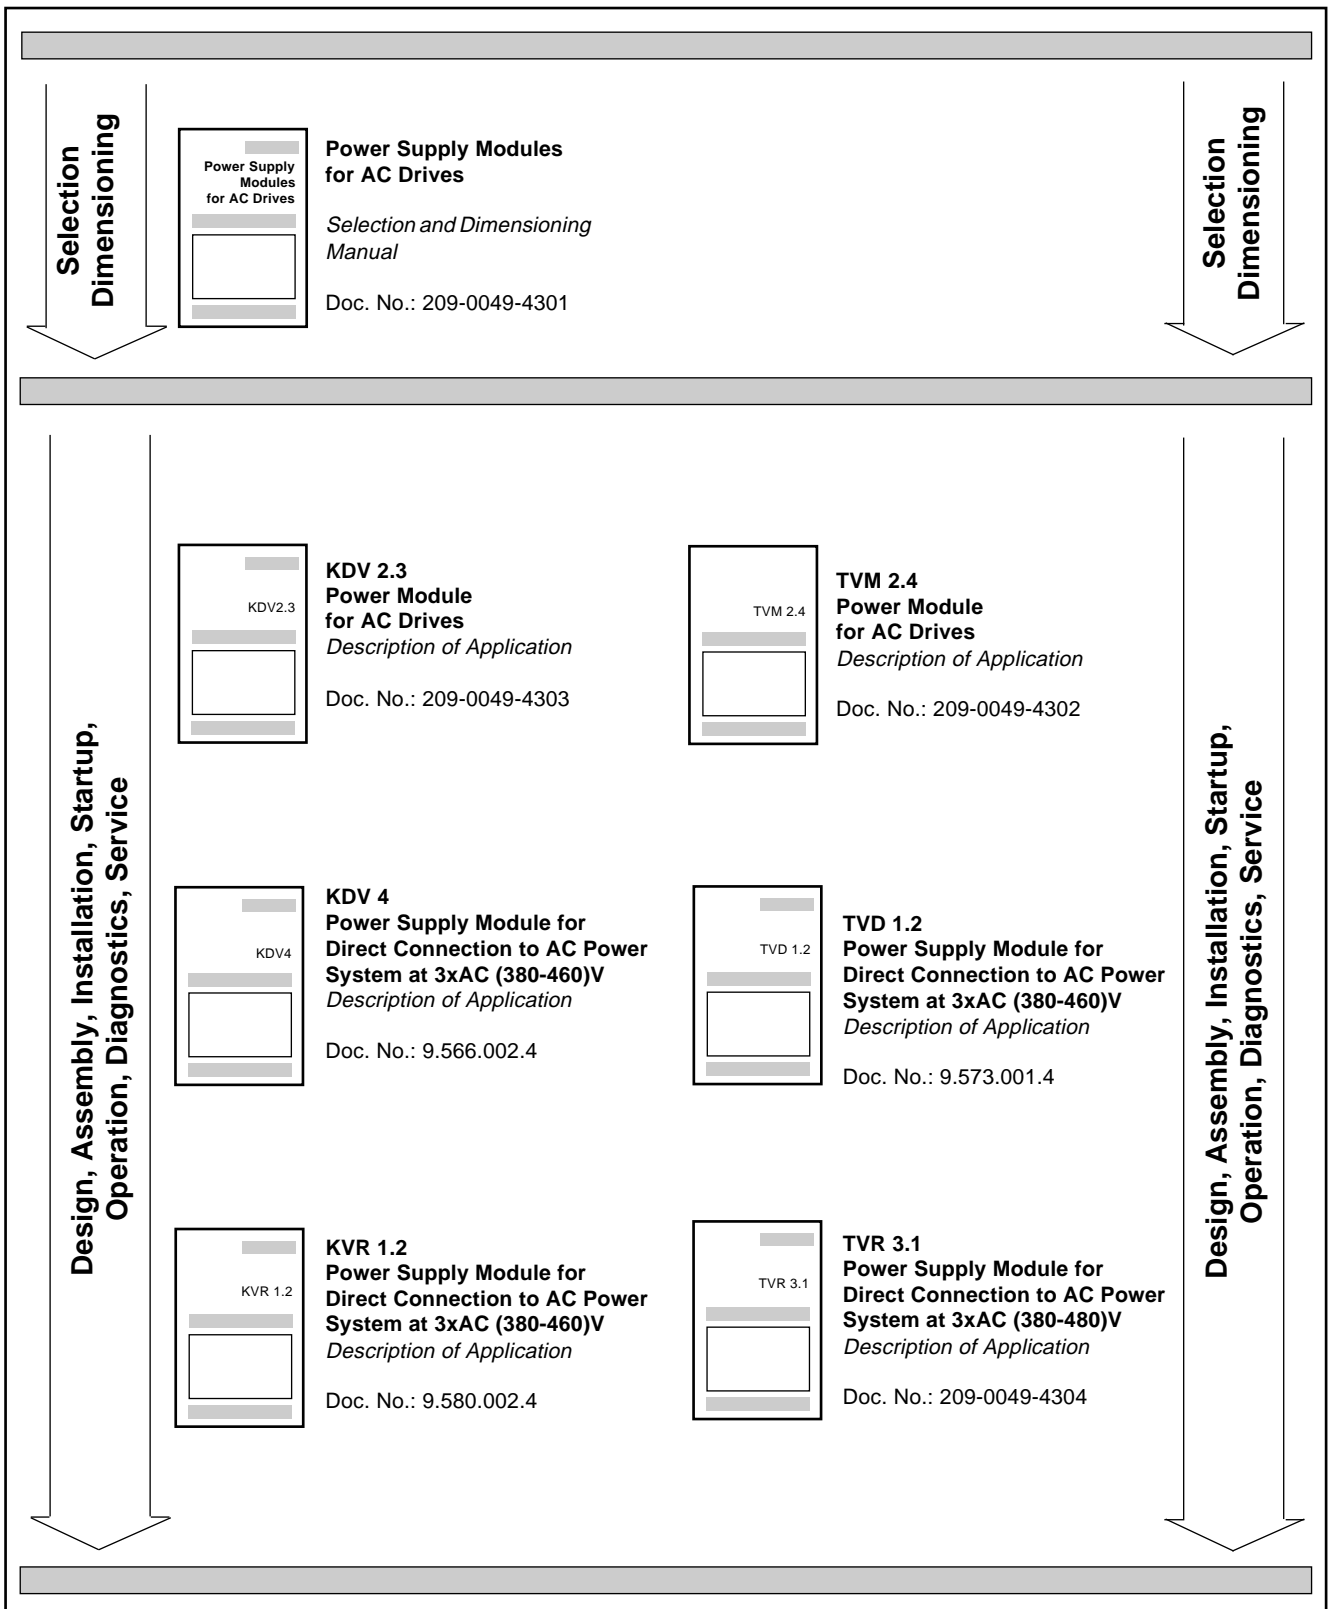 Selection
Dimensioning
Power Supply
Modules
for AC Drives
Power Supply Modules
for AC Drives
Selection and Dimensioning
Manual
Doc. No.: 209-0049-4301
Selection
Dimensioning
Design, Assembly, Installation, Startup,
Operation, Diagnostics, Service
KDV2.3
KDV 2.3
Power Module
for AC Drives
Description of Application
Doc. No.: 209-0049-4303
TVM 2.4
TVM 2.4
Power Module
for AC Drives
Description of Application
Doc. No.: 209-0049-4302
KDV4
KDV 4
Power Supply Module for
Direct Connection to AC Power
System at 3xAC (380-460)V
Description of Application
Doc. No.: 9.566.002.4
TVD 1.2
TVD 1.2
Power Supply Module for
Direct Connection to AC Power
System at 3xAC (380-460)V
Description of Application
Doc. No.: 9.573.001.4
KVR 1.2
KVR 1.2
Power Supply Module for
Direct Connection to AC Power
System at 3xAC (380-460)V
Description of Application
Doc. No.: 9.580.002.4
TVR 3.1
TVR 3.1
Power Supply Module for
Direct Connection to AC Power
System at 3xAC (380-480)V
Description of Application
Doc. No.: 209-0049-4304
Design, Assembly, Installation, Startup,
Operation, Diagnostics, Service